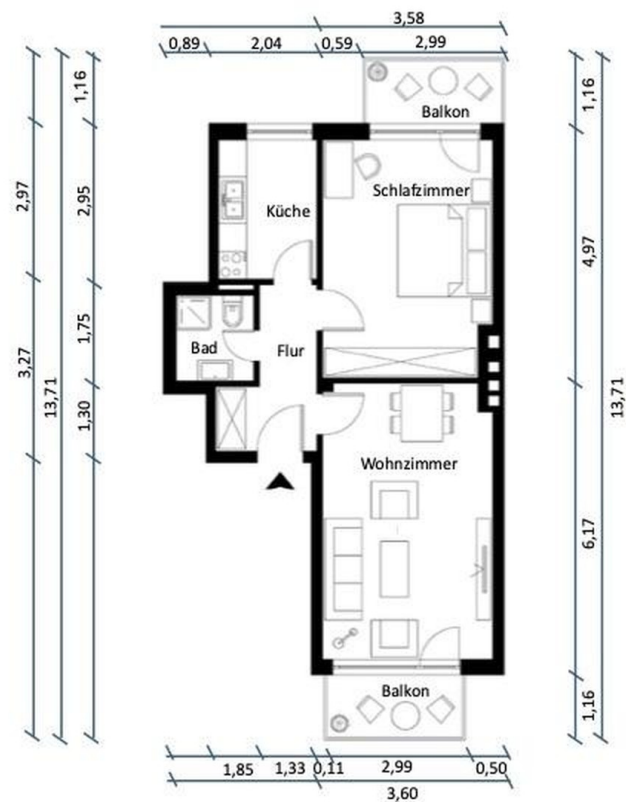 3,58
0,89 2,04 0,59 2,99
1,16
1,16
Balkon
2,97
2,95
Küche
Schlafzimmer
4,97
3,27
13,71
1,75
Bad
Flur
13,71
1,30
Wohnzimmer
6,17
Balkon
1,16
1,85 1,33 0,11 2,99 0,50
3,60